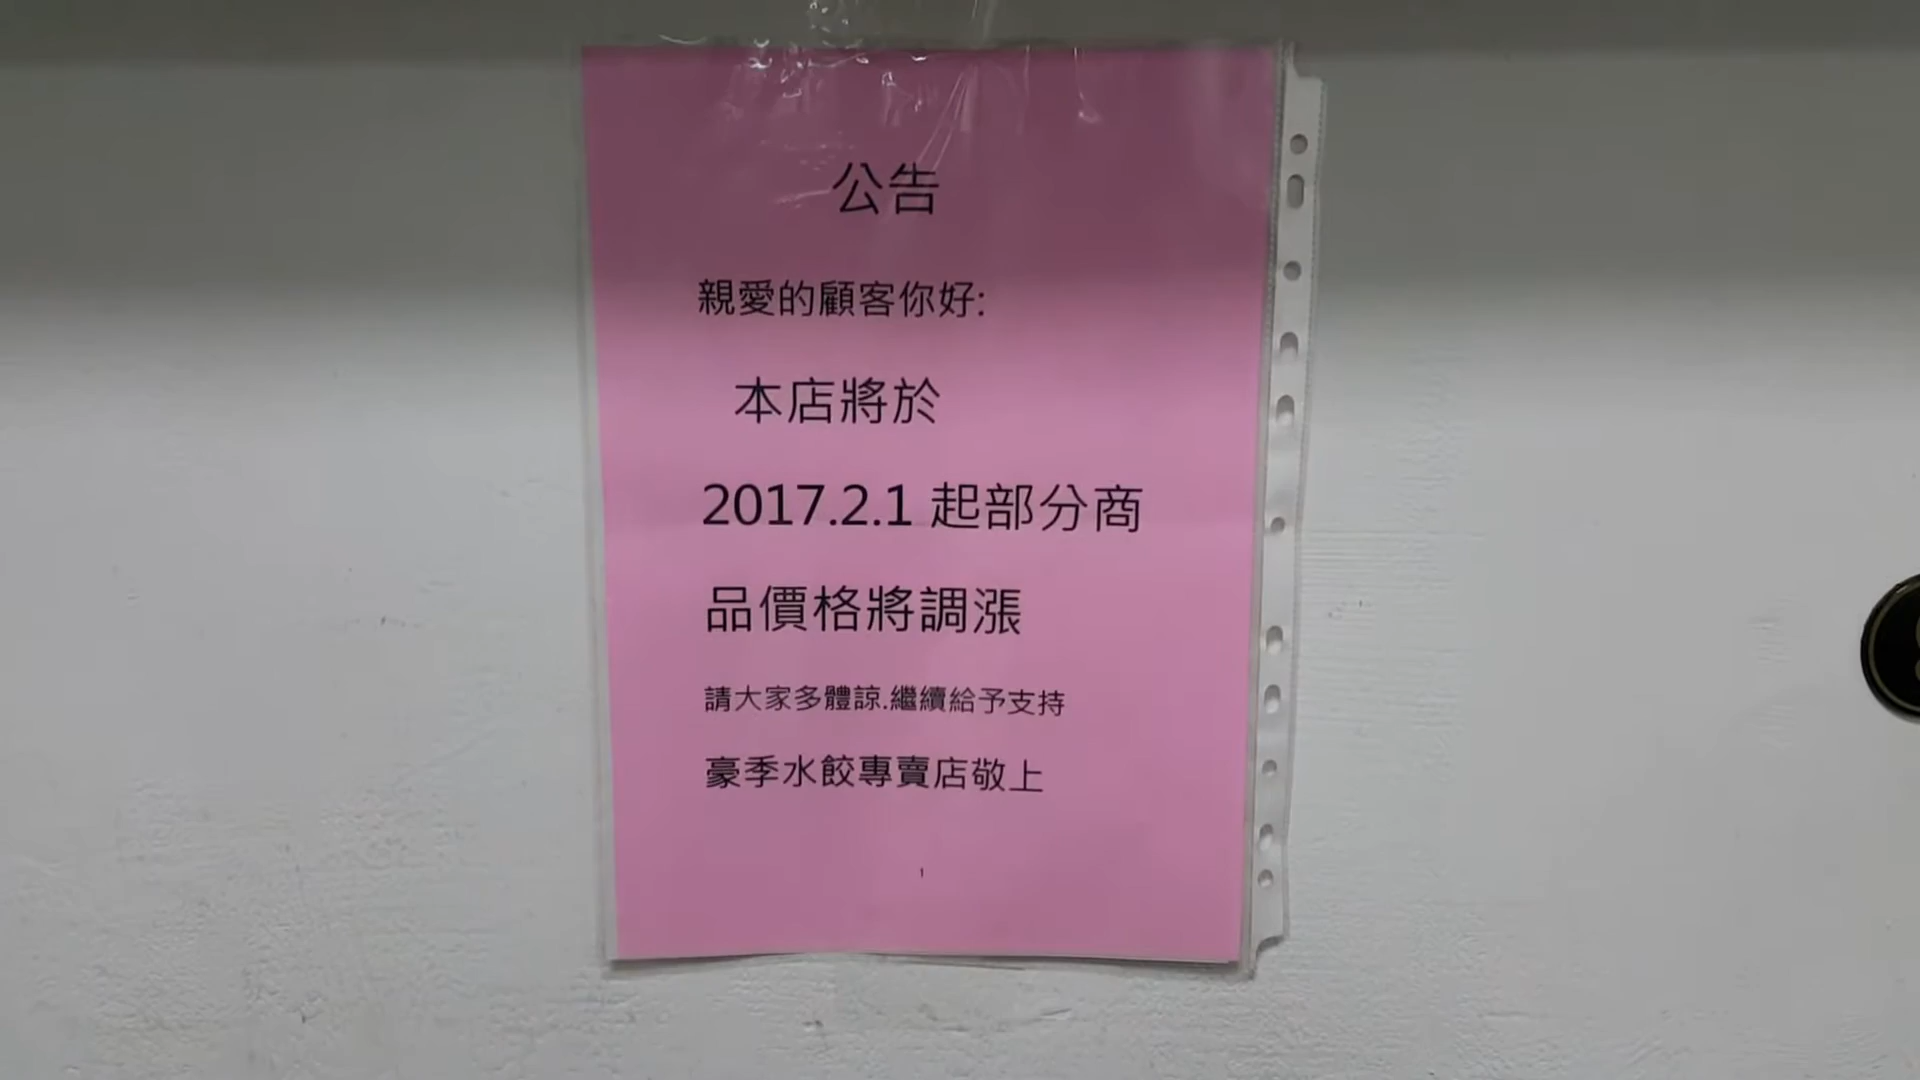 公告
親愛的顧客你好:
本店將於
2017.2.1 起部分商
品價格將調漲
請大家多體諒.繼續給予支持
豪季水餃專賣店敬上
1